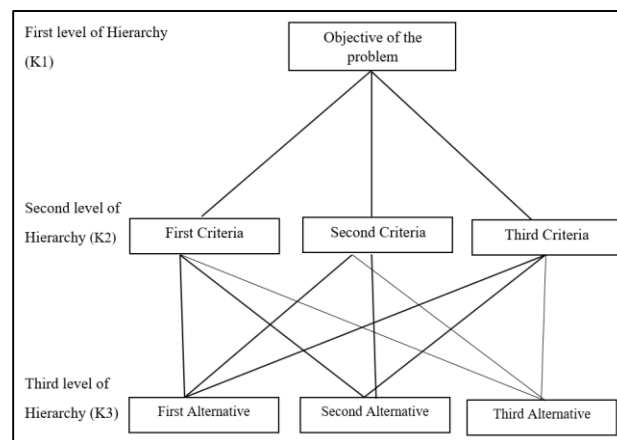 First level of Hierarchy
(K1)
Objective of the
problem
Second level of
Hierarchy (K2)
First Criteria
Second Criteria
Third Criteria
Third level of
Hierarchy (K3)
First Alternative
Second Alternative
Third Alternative